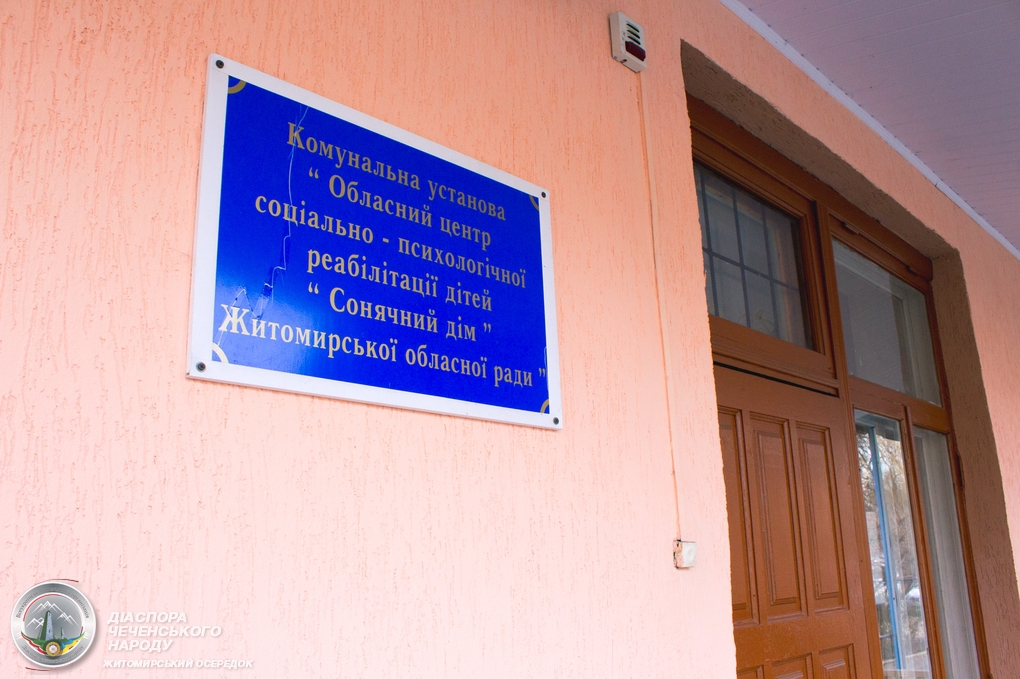 Комунальна установа
“ Обласний центр
соціально - психологічної
реабілітації дітей
“ Сонячний дім ”
Житомирської обласної ради ”
ДІАСПОРА
ЧЕЧЕНСЬКОГО
НАРОДУ
ЖИТОМИРСЬКИЙ ОСЕРЕДОК